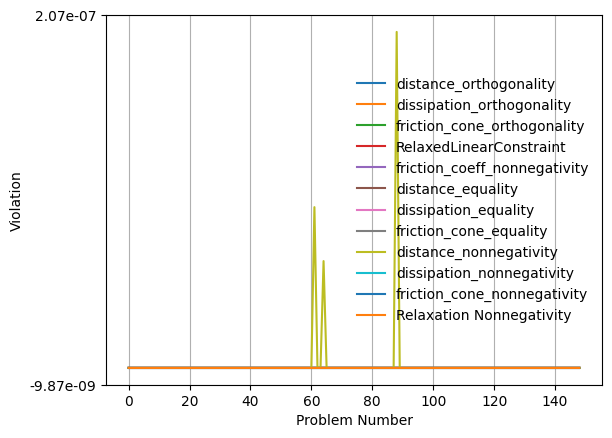 2.07e-07
Violation
distance_orthogonality
dissipation_orthogonality
friction_cone_orthogonality
RelaxedLinearConstraint
friction_coeff_nonnegativity
distance_equality
dissipation_equality
friction_cone_equality
distance_nonnegativity
dissipation_nonnegativity
friction_cone_nonnegativity
Relaxation Nonnegativity
-9.87e-09
0 20 40 60 80 100 120 140
Problem Number